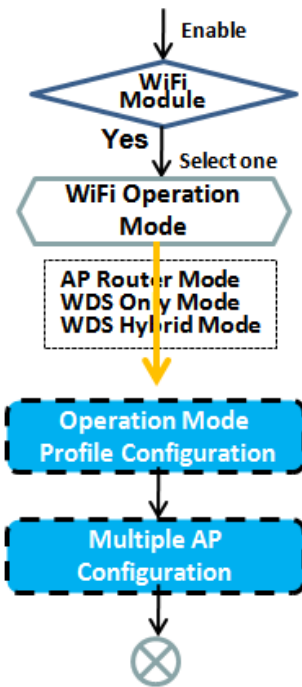 Enable
WiFi
Module
Yes
Select one
WiFi Operation
Mode
AP Router Mode
WDS Only Mode
WDS Hybrid Mode
Operation Mode
Profile Configuration
Multiple AP
Configuration